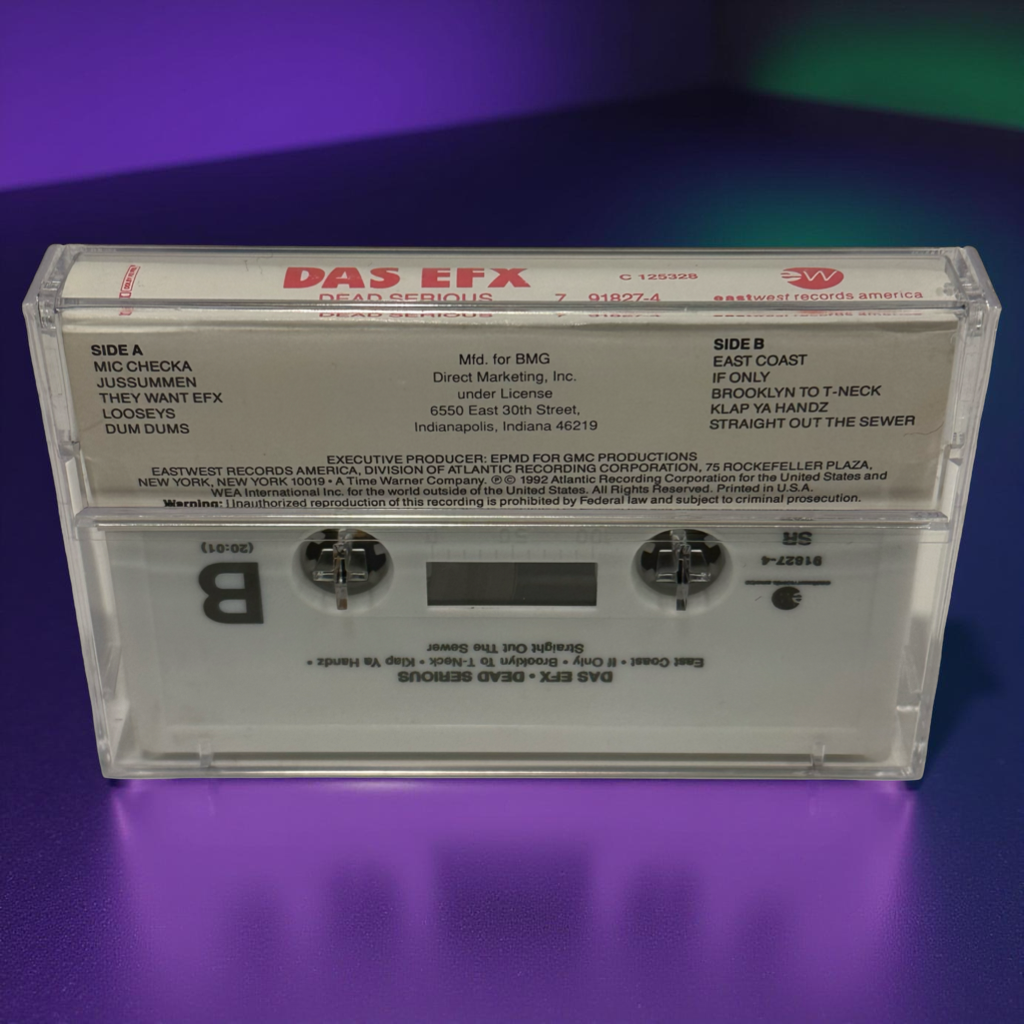 DAS EFX
C 125328
DEAD SERIOUS 7 91827-4
eastwest records america
SIDE A
MIC CHECKA
JUSSUMMEN
THEY WANT EFX
LOOSEYS
DUM DUMS
Mfd. for BMG
Direct Marketing, Inc.
under License
6550 East 30th Street,
Indianapolis, Indiana 46219
SIDE B
EAST COAST
IF ONLY
BROOKLYN TO T-NECK
KLAP YA HANDZ
STRAIGHT OUT THE SEWER
EXECUTIVE PRODUCER: EPMD FOR GMC PRODUCTIONS
EASTWEST RECORDS AMERICA, DIVISION OF ATLANTIC RECORDING CORPORATION, 75 ROCKEFELLER PLAZA,
NEW YORK, NEW YORK 10019 • A Time Warner Company. ℗© 1992 Atlantic Recording Corporation for the United States and
WEA International Inc. for the world outside of the United States. All Rights Reserved. Printed in U.S.A.
Warning: Unauthorized reproduction of this recording is prohibited by Federal law and subject to criminal prosecution.
DAS EFX • DEAD SERIOUS
East Coast • If Only • Brooklyn To T-Neck • Klap Ya Handz •
Straight Out The Sewer
B
(20:01)
91827-4
SR
50